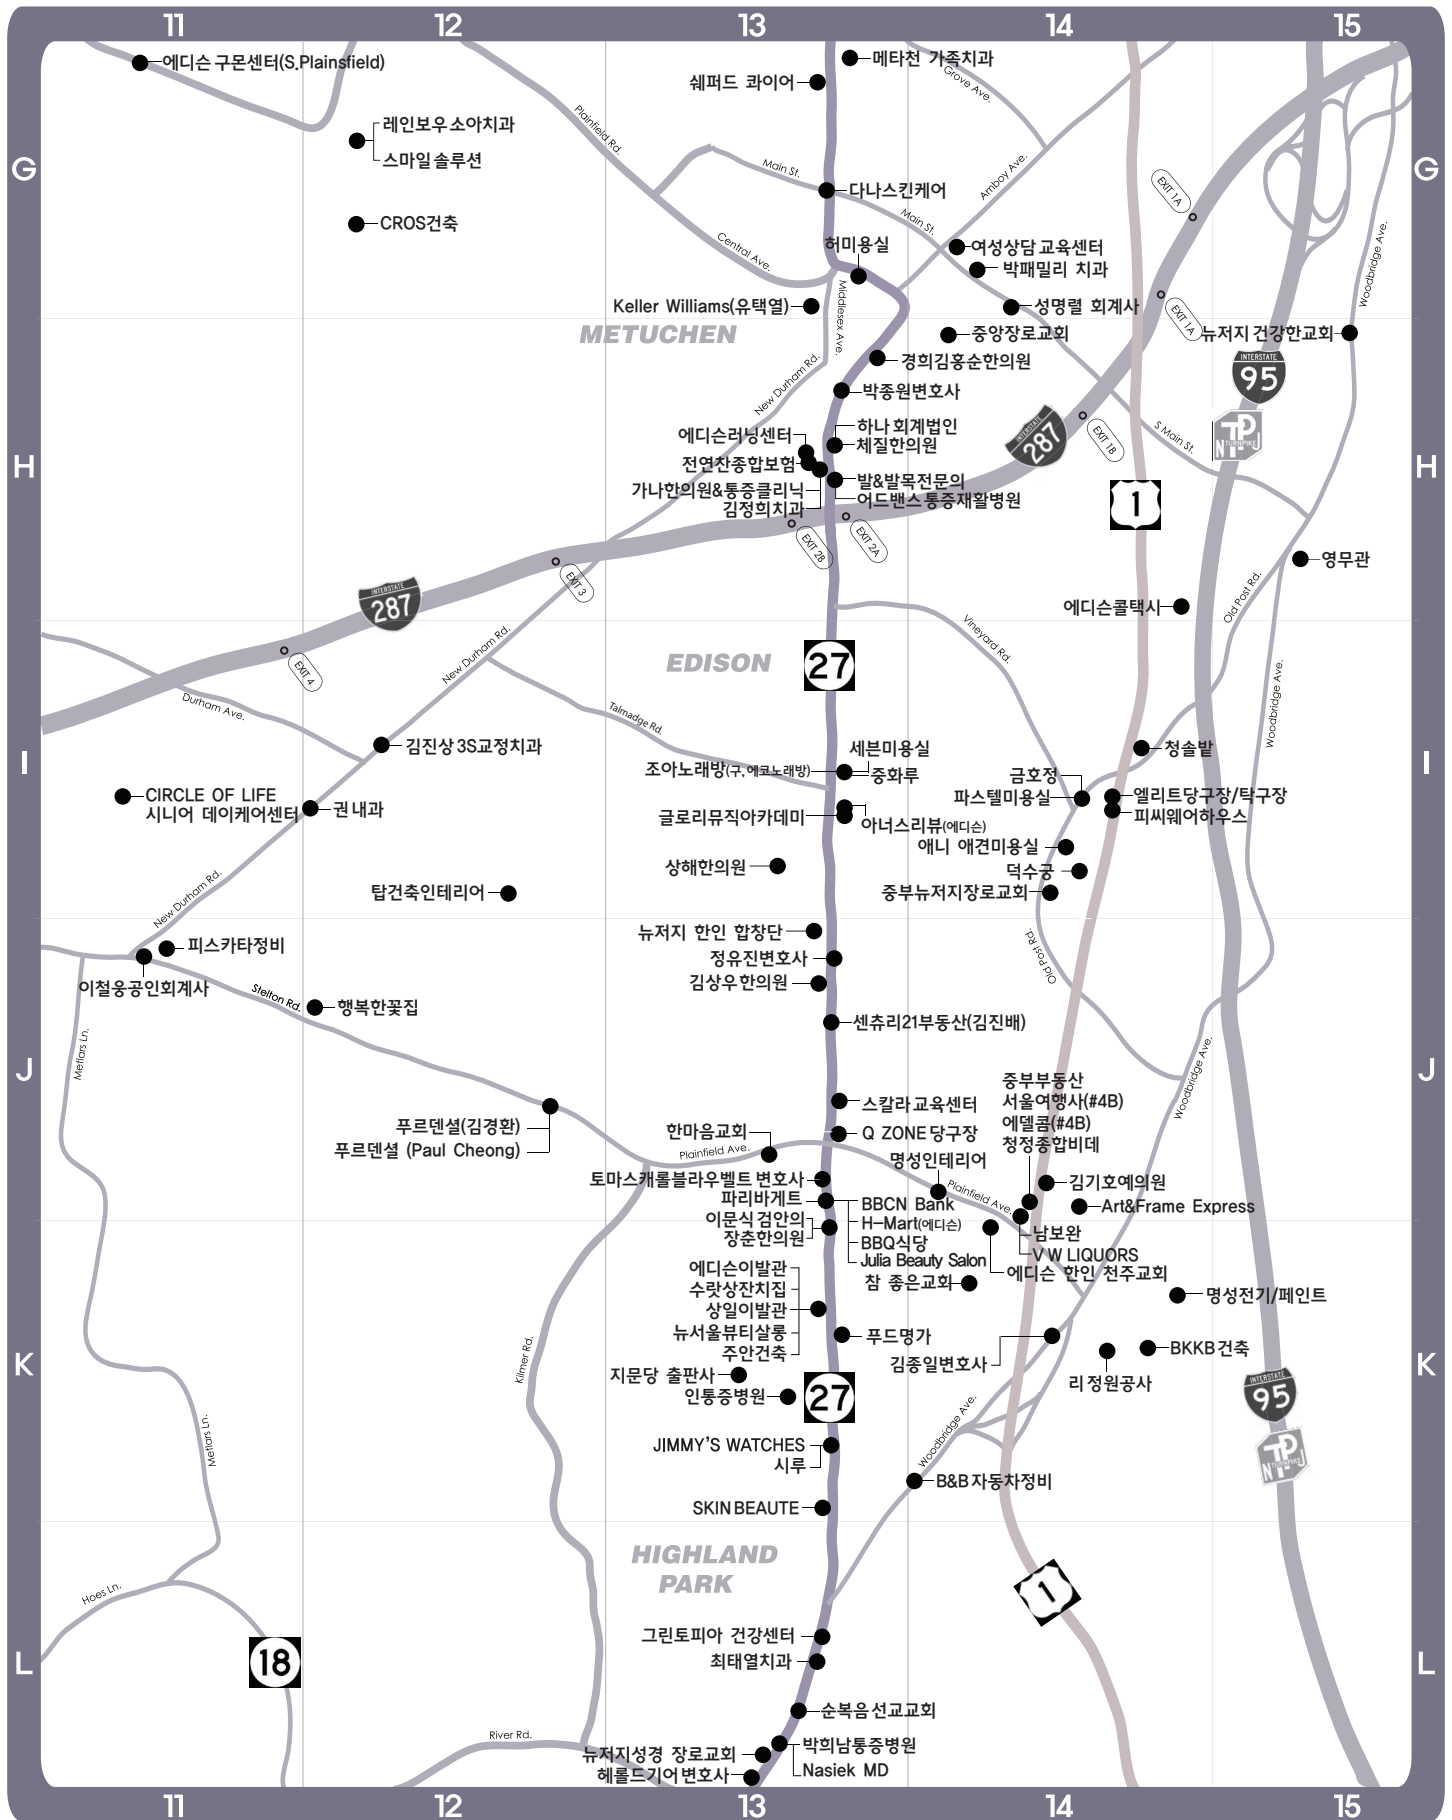 11
12
13
14
15
에디슨 구몬센터(S.Plainsfield)
메타천 가족치과
쉐퍼드 콰이어
Grove Ave.
Plainfield Rd.
레인보우 소아치과
스마일 솔루션
G
G
Main St.
Amboy Ave.
EXIT 1A
다나스킨케어
CROS건축
Main St.
허미용실
여성상담 교육센터
Central Ave.
박패밀리 치과
Woodbridge Ave.
Keller Williams(유택열)
Middlesex Ave.
성명렬 회계사
EXIT 1A
METUCHEN
중앙장로교회
뉴저지 건강한교회
경희김홍순한의원
INTERSTATE
95
New Durham Rd.
박종원변호사
하나 회계법인
에디슨러닝센터
체질한의원
287
EXIT 1B
S Main St.
NTP
TURNPIKE
J
H
H
전연찬종합보험
발&발목전문의
가나한의원&통증클리닉
어드밴스통증재활병원
김정희치과
1
EXIT 2B
EXIT 2A
영무관
EXIT 3
INTERSTATE
287
에디슨콜택시
Old Post Rd.
Vineyard Rd.
New Durham Rd.
EDISON
27
EXIT 4
Durham Ave.
Talmadge Rd.
Woodbridge Ave.
김진상 3S교정치과
세븐미용실
청솔밭
I
I
조아노래방(구,에코노래방)
중화루
금호정
CIRCLE OF LIFE
시니어 데이케어센터
권내과
파스텔미용실
엘리트당구장/탁구장
글로리뮤직아카데미
피씨웨어하우스
아너스리뷰(에디슨)
애니 애견미용실
상해한의원
덕수궁
탑건축인테리어
중부뉴저지장로교회
New Durham Rd.
뉴저지 한인 합창단
피스카타정비
정유진변호사
Old Post Rd.
이철웅공인회계사
김상우한의원
Stelton Rd.
행복한꽃집
센츄리21부동산(김진배)
Metlars Ln.
J
J
Woodbridge Ave.
중부부동산
서울여행사(#4B)
에델콤(#4B)
청정종합비데
스칼라교육센터
푸르덴셜(김경환)
한마음교회
Q ZONE당구장
푸르덴셜 (Paul Cheong)
Plainfield Ave.
명성인테리어
토마스캐롤블라우벨트 변호사
Plainfield Ave.
김기호예의원
파리바게트
BBCN Bank
Art&Frame Express
이문식 검안의
H-Mart(에디슨)
남보완
장춘한의원
BBQ식당
V W LIQUORS
Julia Beauty Salon
에디슨 한인 천주교회
에디슨이발관
참 좋은교회
수랏상잔치집
명성전기/페인트
상일이발관
뉴서울뷰티살롱
푸드명가
주안건축
김종일변호사
BKKB건축
K
K
Kilmer Rd.
지문당 출판사
리정원공사
인통증병원
27
INTERSTATE
95
Metlars Ln.
Woodbridge Ave.
JIMMY'S WATCHES
시루
NTP
TURNPIKE
J
B&B자동차정비
SKIN BEAUTE
HIGHLAND
PARK
Hoes Ln.
1
그린토피아 건강센터
L
L
18
최태열치과
순복음선교교회
River Rd.
박희남통증병원
뉴저지성경 장로교회
Nasiek MD
헤롤드기어변호사
11
12
13
14
15